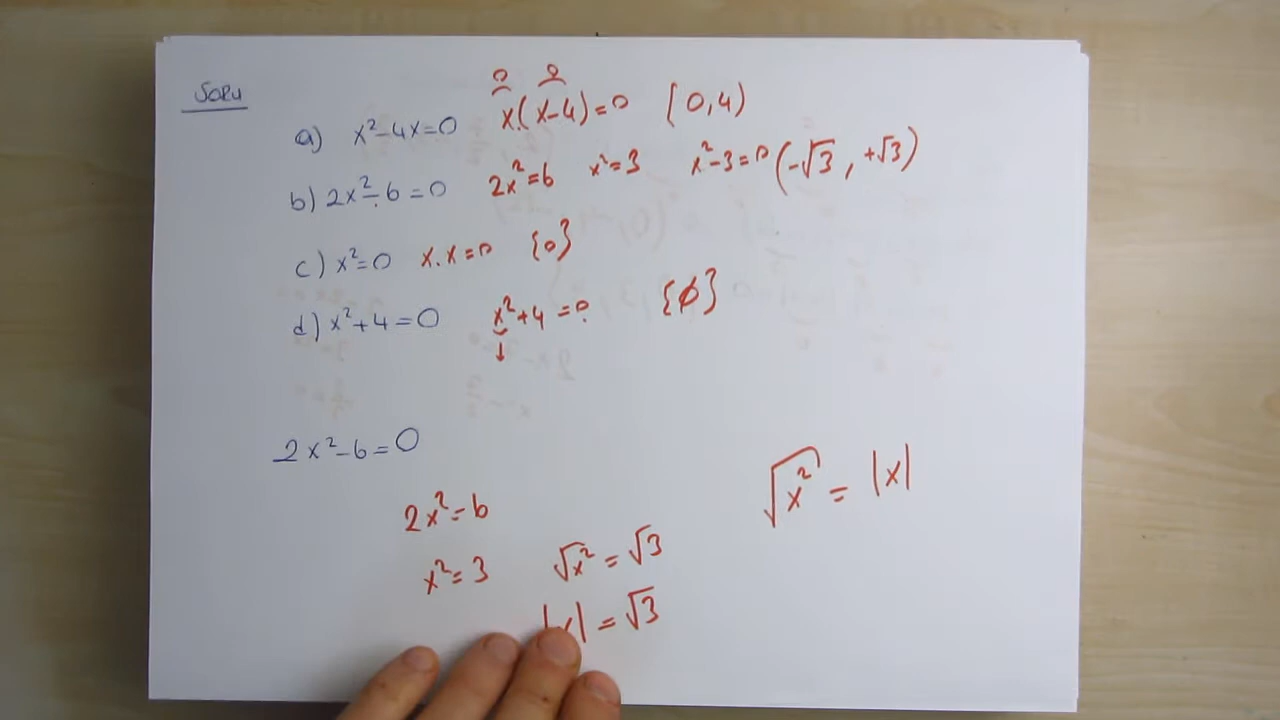 SORU
a) x²-4x=0 x.(x-4)=0 (0,4)
b) 2x²-6=0 2x²=6 x²=3 x²-3=0 (-√3, +√3)
c) x²=0 x.x=0 {0}
d) x²+4=0 x²+4=0 {∅}
2x²-6=0
2x²=6
x²=3 √x²=√3
|x|=√3
√x² = |x|